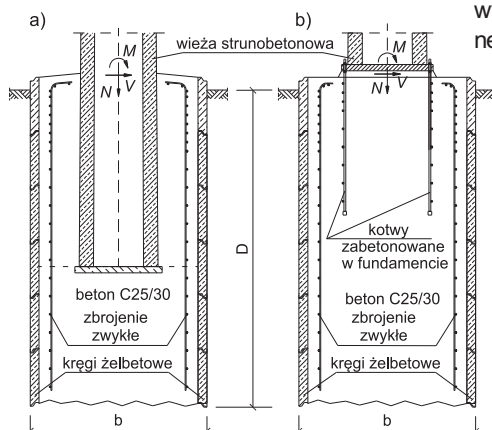 a)
M
V
N
wieża strunobetonowa
b)
M
V
N
w
ne
D
kotwy
zabetonowane
w fundamencie
beton C25/30
zbrojenie
zwykłe
kręgi żelbetowe
b
beton C25/30
zbrojenie
zwykłe
kręgi żelbetowe
b